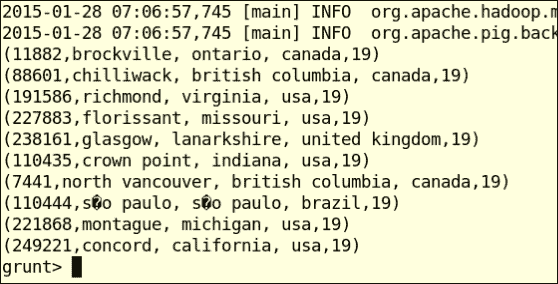 2015-01-28 07:06:57,745 [main] INFO  org.apache.hadoop.m
2015-01-28 07:06:57,745 [main] INFO  org.apache.pig.back
(11882,brockville, ontario, canada,19)
(88601,chilliwack, british columbia, canada,19)
(191586,richmond, virginia, usa,19)
(227883,florissant, missouri, usa,19)
(238161,glasgow, lanarkshire, united kingdom,19)
(110435,crown point, indiana, usa,19)
(7441,north vancouver, british columbia, canada,19)
(110444,s�o paulo, s�o paulo, brazil,19)
(221868,montague, michigan, usa,19)
(249221,concord, california, usa,19)
grunt>